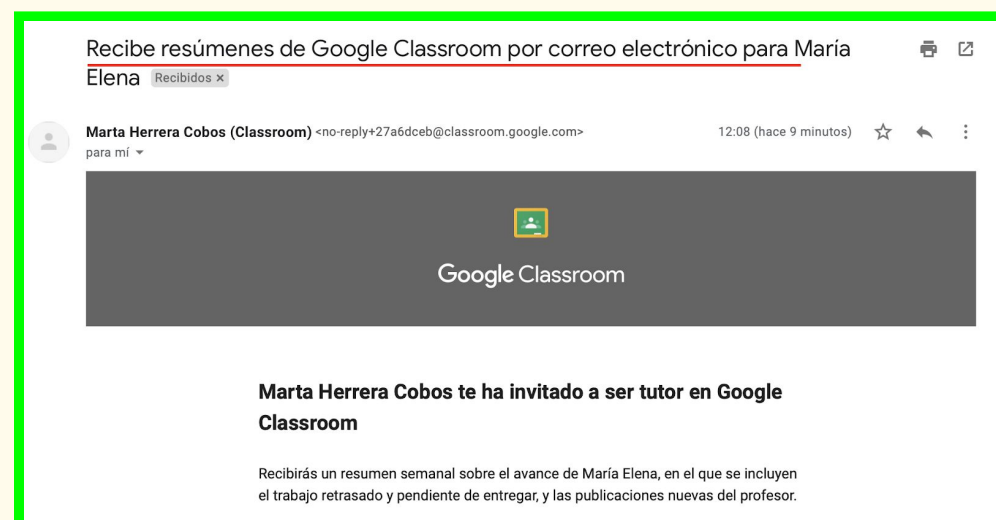 Recibe resúmenes de Google Classroom por correo electrónico para María
Elena Recibidos x
Marta Herrera Cobos (Classroom) <no-reply+27a6dceb@classroom.google.com> 12:08 (hace 9 minutos)
para mí
Google Classroom
Marta Herrera Cobos te ha invitado a ser tutor en Google
Classroom
Recibirás un resumen semanal sobre el avance de María Elena, en el que se incluyen
el trabajo retrasado y pendiente de entregar, y las publicaciones nuevas del profesor.